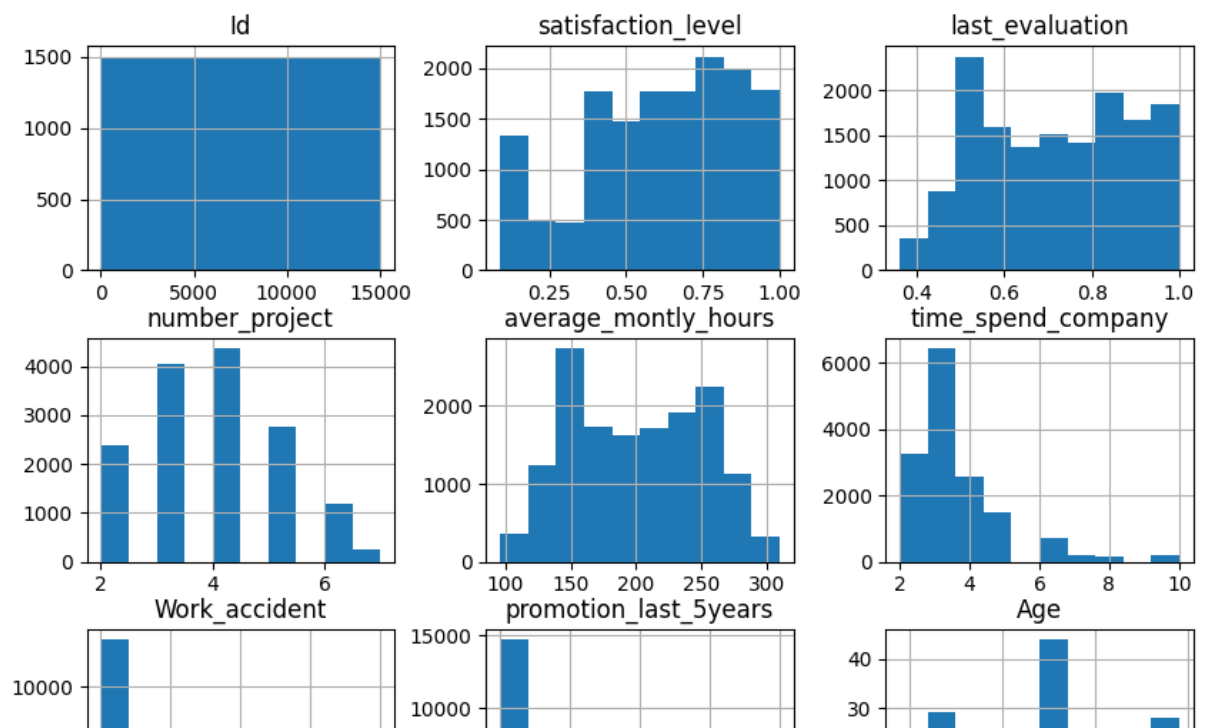 Id
satisfaction_level
last_evaluation
1500
1000
500
0
0 5000 10000 15000
2000
1500
1000
500
0
0.25 0.50 0.75 1.00
2000
1500
1000
500
0
0.4 0.6 0.8 1.0
number_project
average_montly_hours
time_spend_company
4000
3000
2000
1000
0
2 4 6
2000
1000
0
100 150 200 250 300
6000
4000
2000
0
2 4 6 8 10
Work_accident
promotion_last_5years
Age
10000
15000
10000
40
30